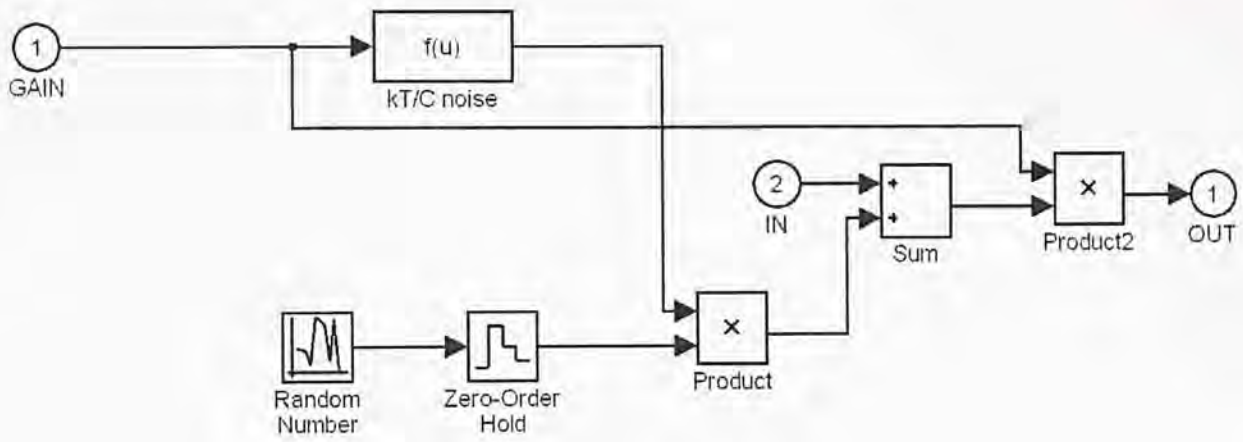 1
GAIN
f(u)
kT/C noise
2
IN
+
+
Sum
×
Product2
1
OUT
×
Product
Random
Number
Zero-Order
Hold